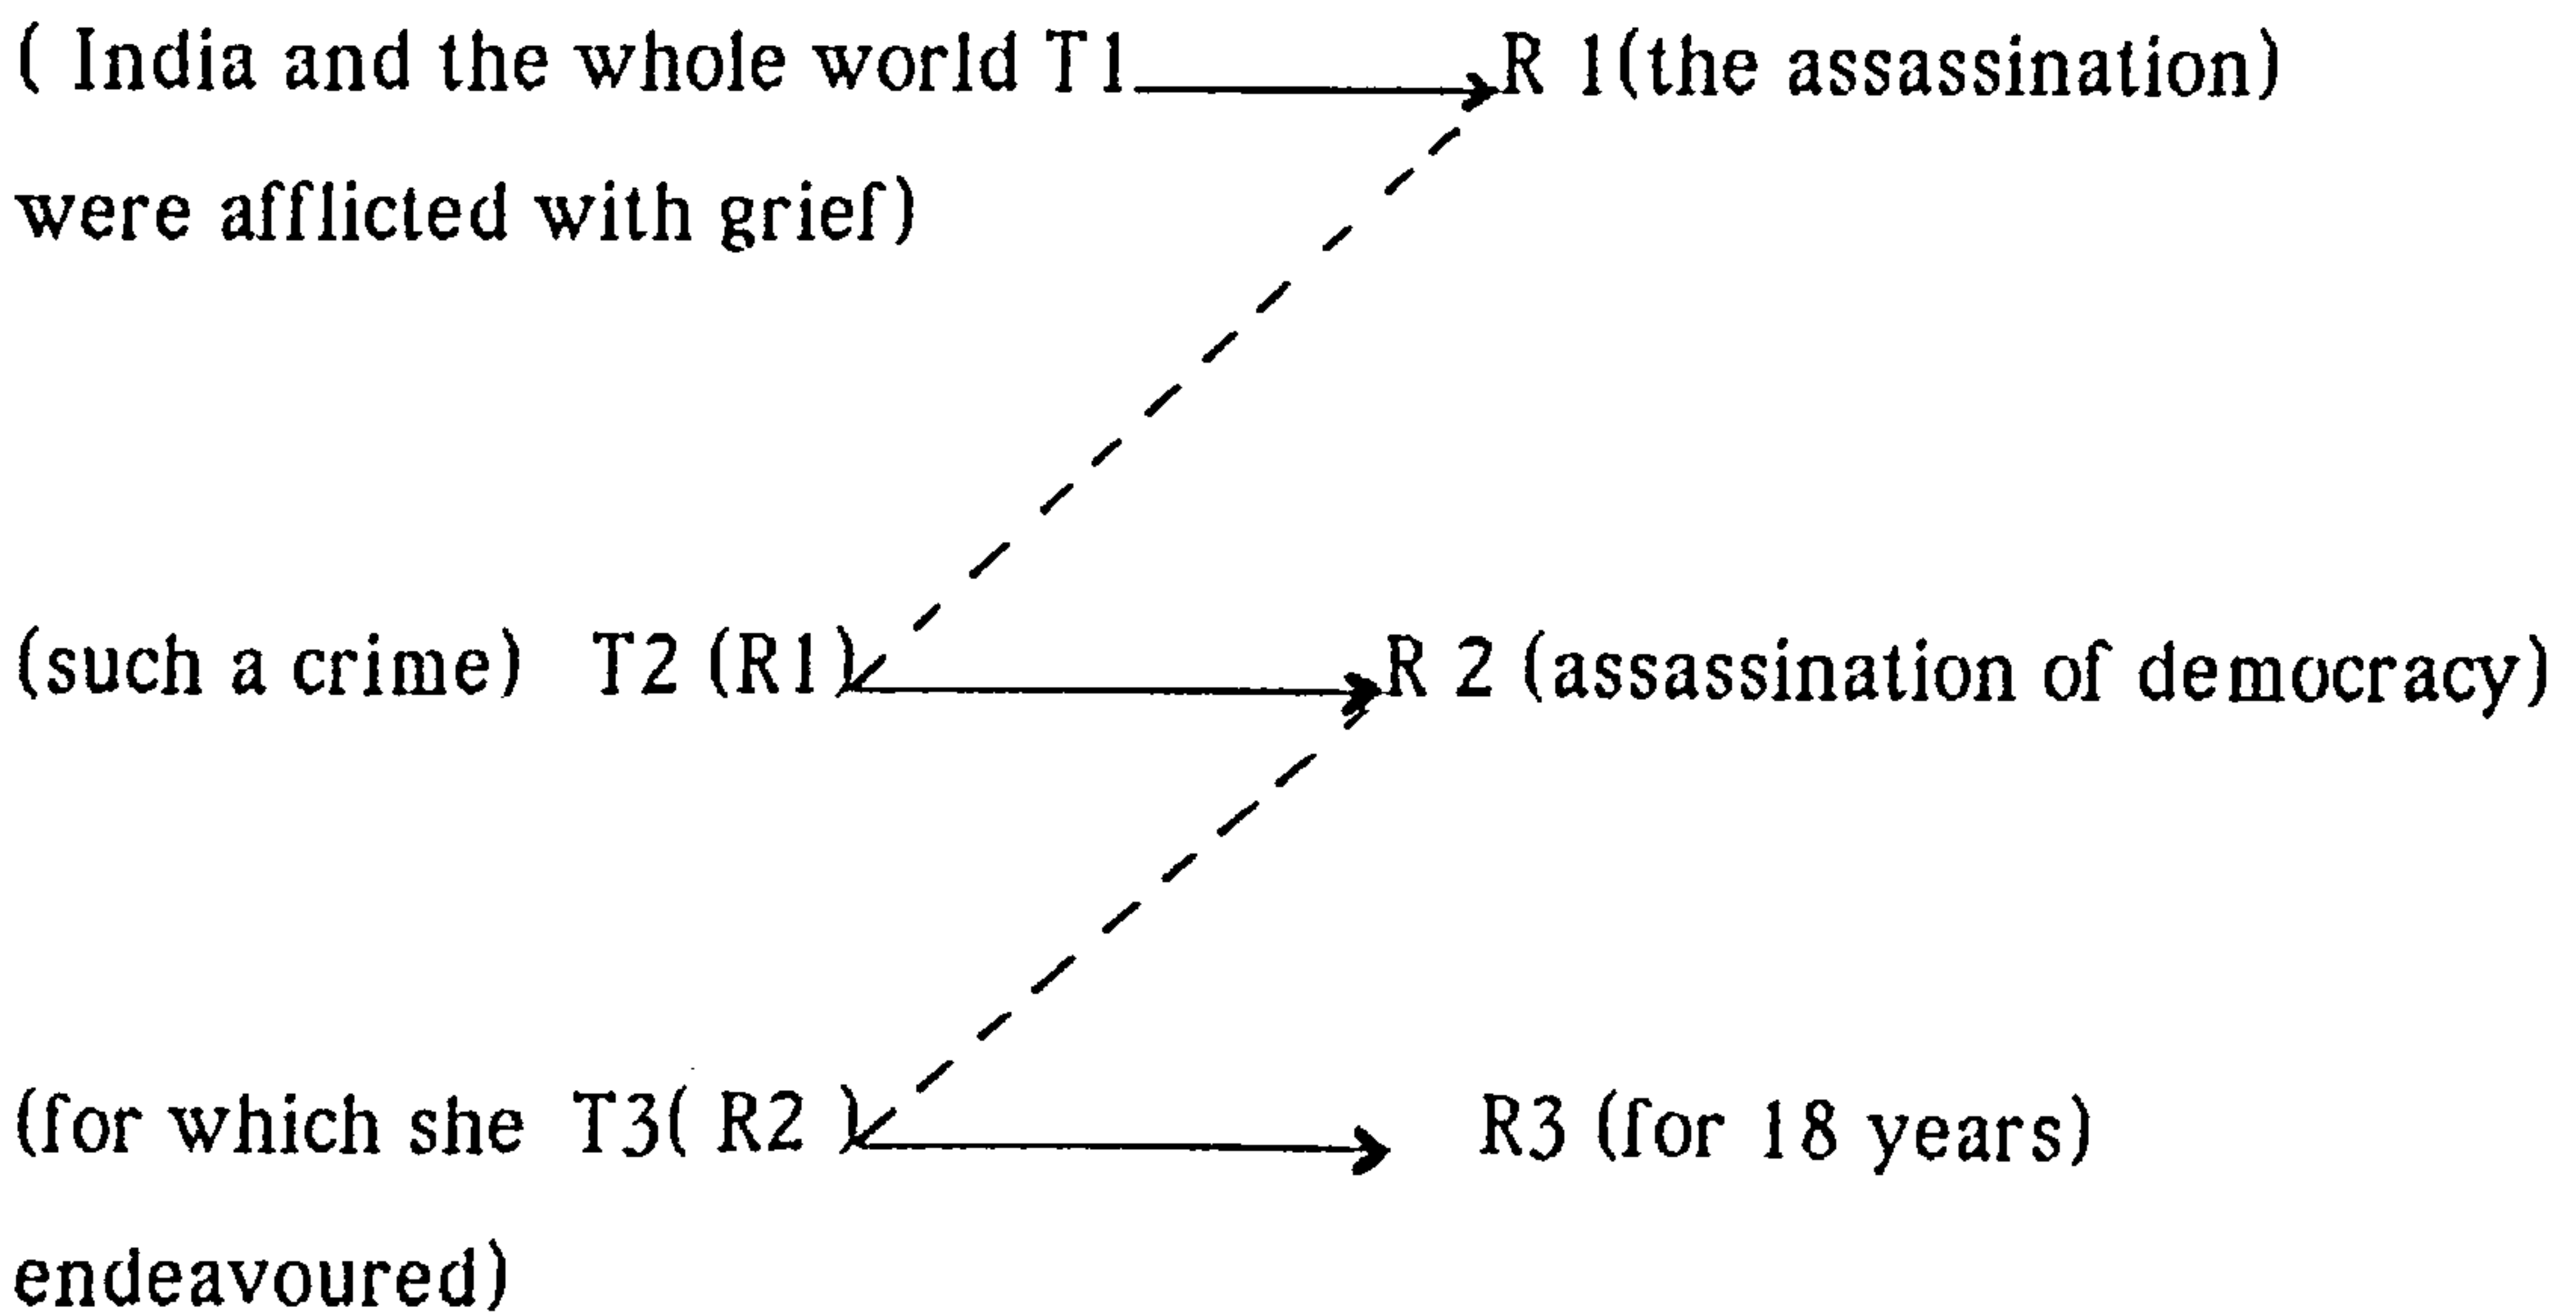 ( India and the whole world T1 R 1(the assassination)
were afflicted with grief)
(such a crime) T2 (R1) R 2 (assassination of democracy)
(for which she T3( R2 ) R3 (for 18 years)
endeavoured)